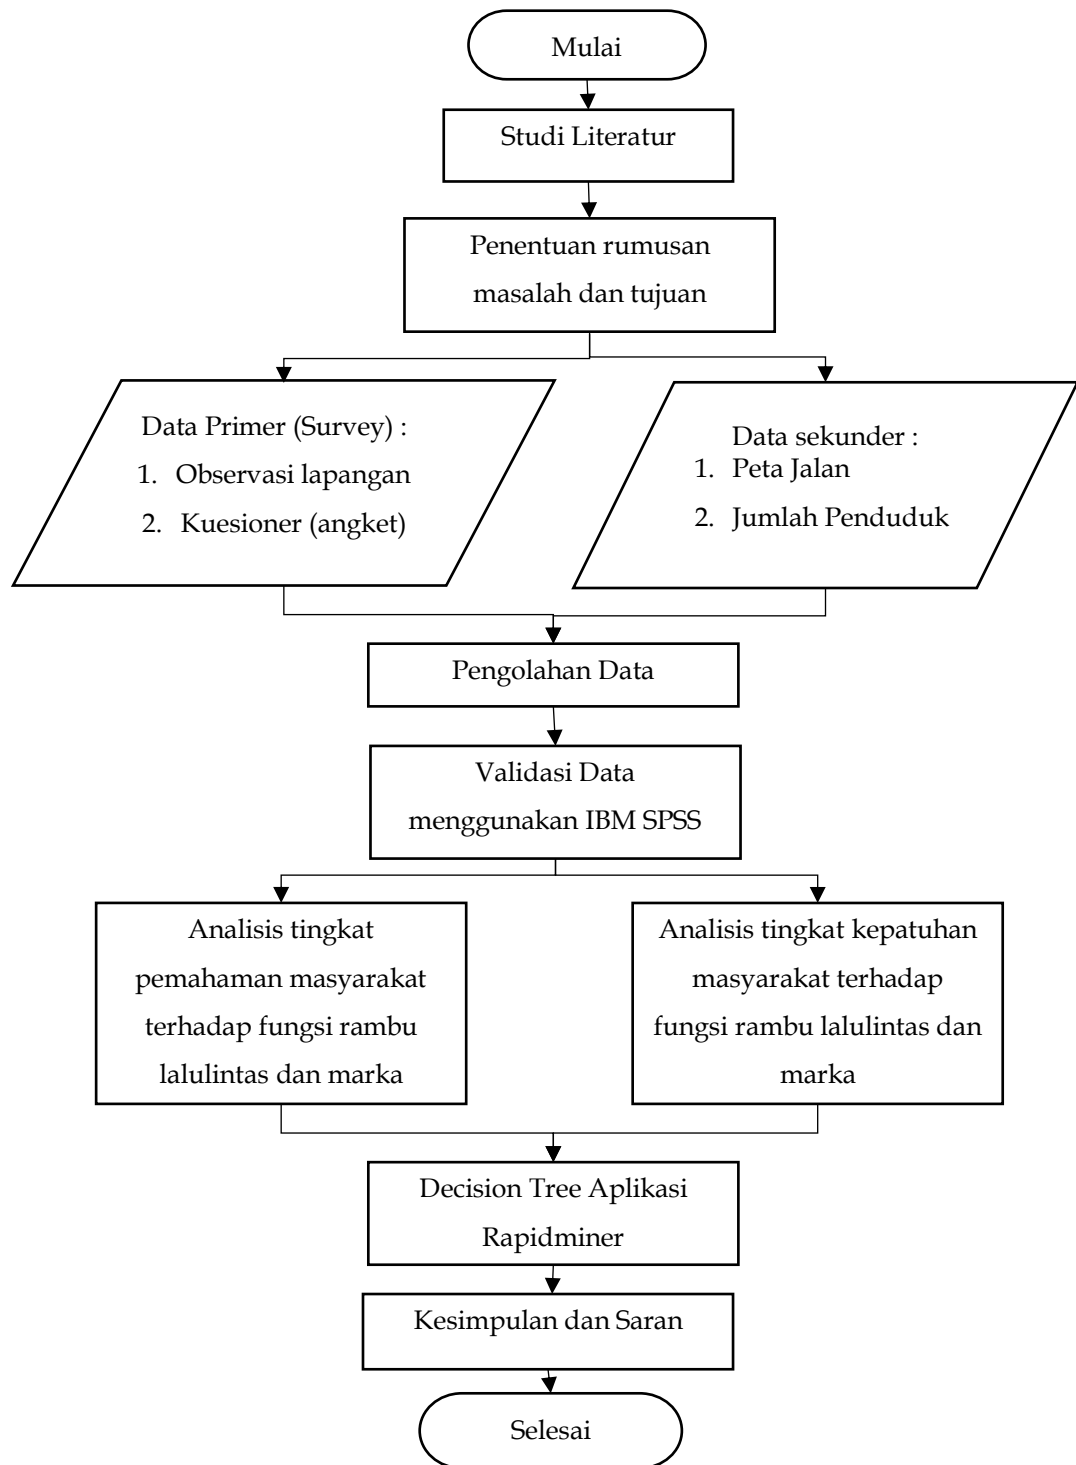 Mulai
Studi Literatur
Penentuan rumusan
masalah dan tujuan
Data Primer (Survey) :
1. Observasi lapangan
2. Kuesioner (angket)
Data sekunder :
1. Peta Jalan
2. Jumlah Penduduk
Pengolahan Data
Validasi Data
menggunakan IBM SPSS
Analisis tingkat
pemahaman masyarakat
terhadap fungsi rambu
lalulintas dan marka
Analisis tingkat kepatuhan
masyarakat terhadap
fungsi rambu lalulintas dan
marka
Decision Tree Aplikasi
Rapidminer
Kesimpulan dan Saran
Selesai